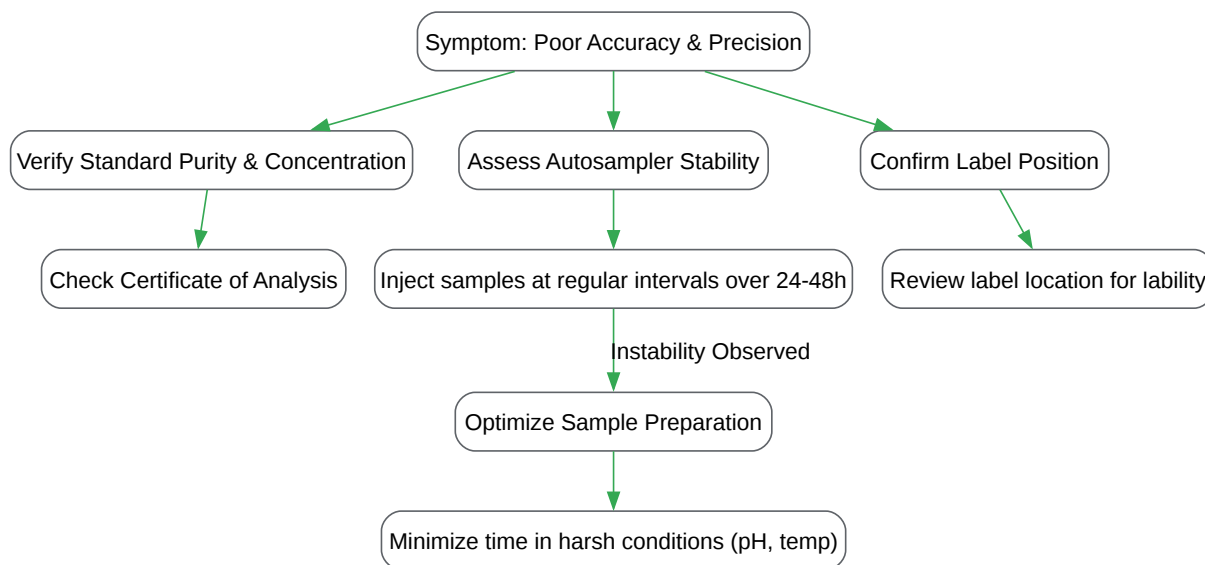 Symptom: Poor Accuracy & Precision
Verify Standard Purity & Concentration
Assess Autosampler Stability
Confirm Label Position
Check Certificate of Analysis
Inject samples at regular intervals over 24-48h
Review label location for lability
Instability Observed
Optimize Sample Preparation
Minimize time in harsh conditions (pH, temp)